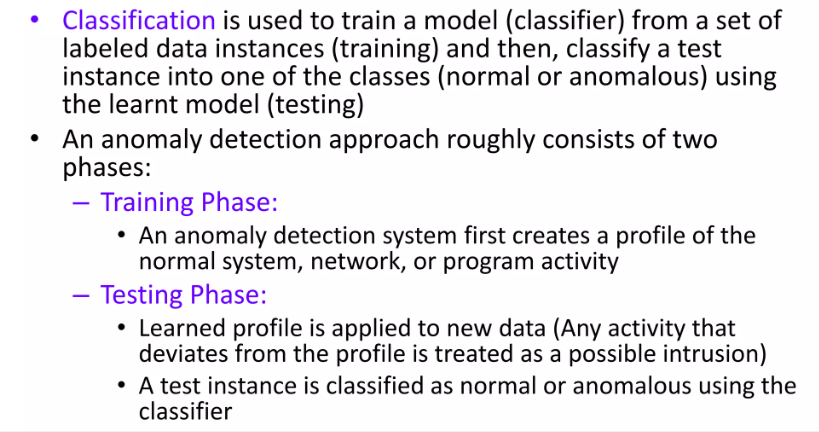 • Classification is used to train a model (classifier) from a set of
labeled data instances (training) and then, classify a test
instance into one of the classes (normal or anomalous) using
the learnt model (testing)
• An anomaly detection approach roughly consists of two
phases:
– Training Phase:
• An anomaly detection system first creates a profile of the
normal system, network, or program activity
– Testing Phase:
• Learned profile is applied to new data (Any activity that
deviates from the profile is treated as a possible intrusion)
• A test instance is classified as normal or anomalous using the
classifier